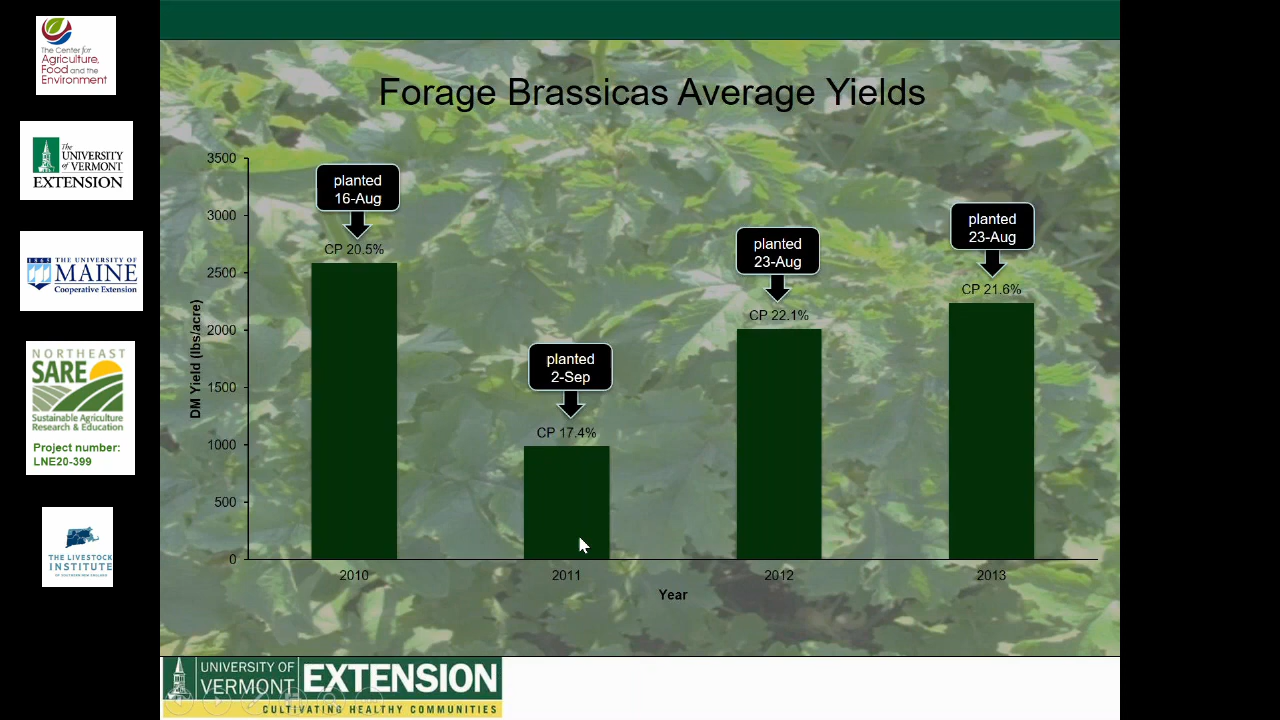 The Center for
Agriculture,
Food and the
Environment
The
UNIVERSITY
of VERMONT
EXTENSION
1865 THE UNIVERSITY OF
MAINE
Cooperative Extension
NORTHEAST
SARE
Sustainable Agriculture
Research & Education
Project number:
LNE20-399
THE LIVESTOCK
INSTITUTE
OF SOUTHERN NEW ENGLAND
Forage Brassicas Average Yields
DM Yield (lbs/acre)
3500
3000
2500
2000
1500
1000
500
0
planted
16-Aug
CP 20.5%
planted
2-Sep
CP 17.4%
planted
23-Aug
CP 22.1%
planted
23-Aug
CP 21.6%
2010
2011
2012
2013
Year
UNIVERSITY OF
VERMONT
EXTENSION
CULTIVATING HEALTHY COMMUNITIES